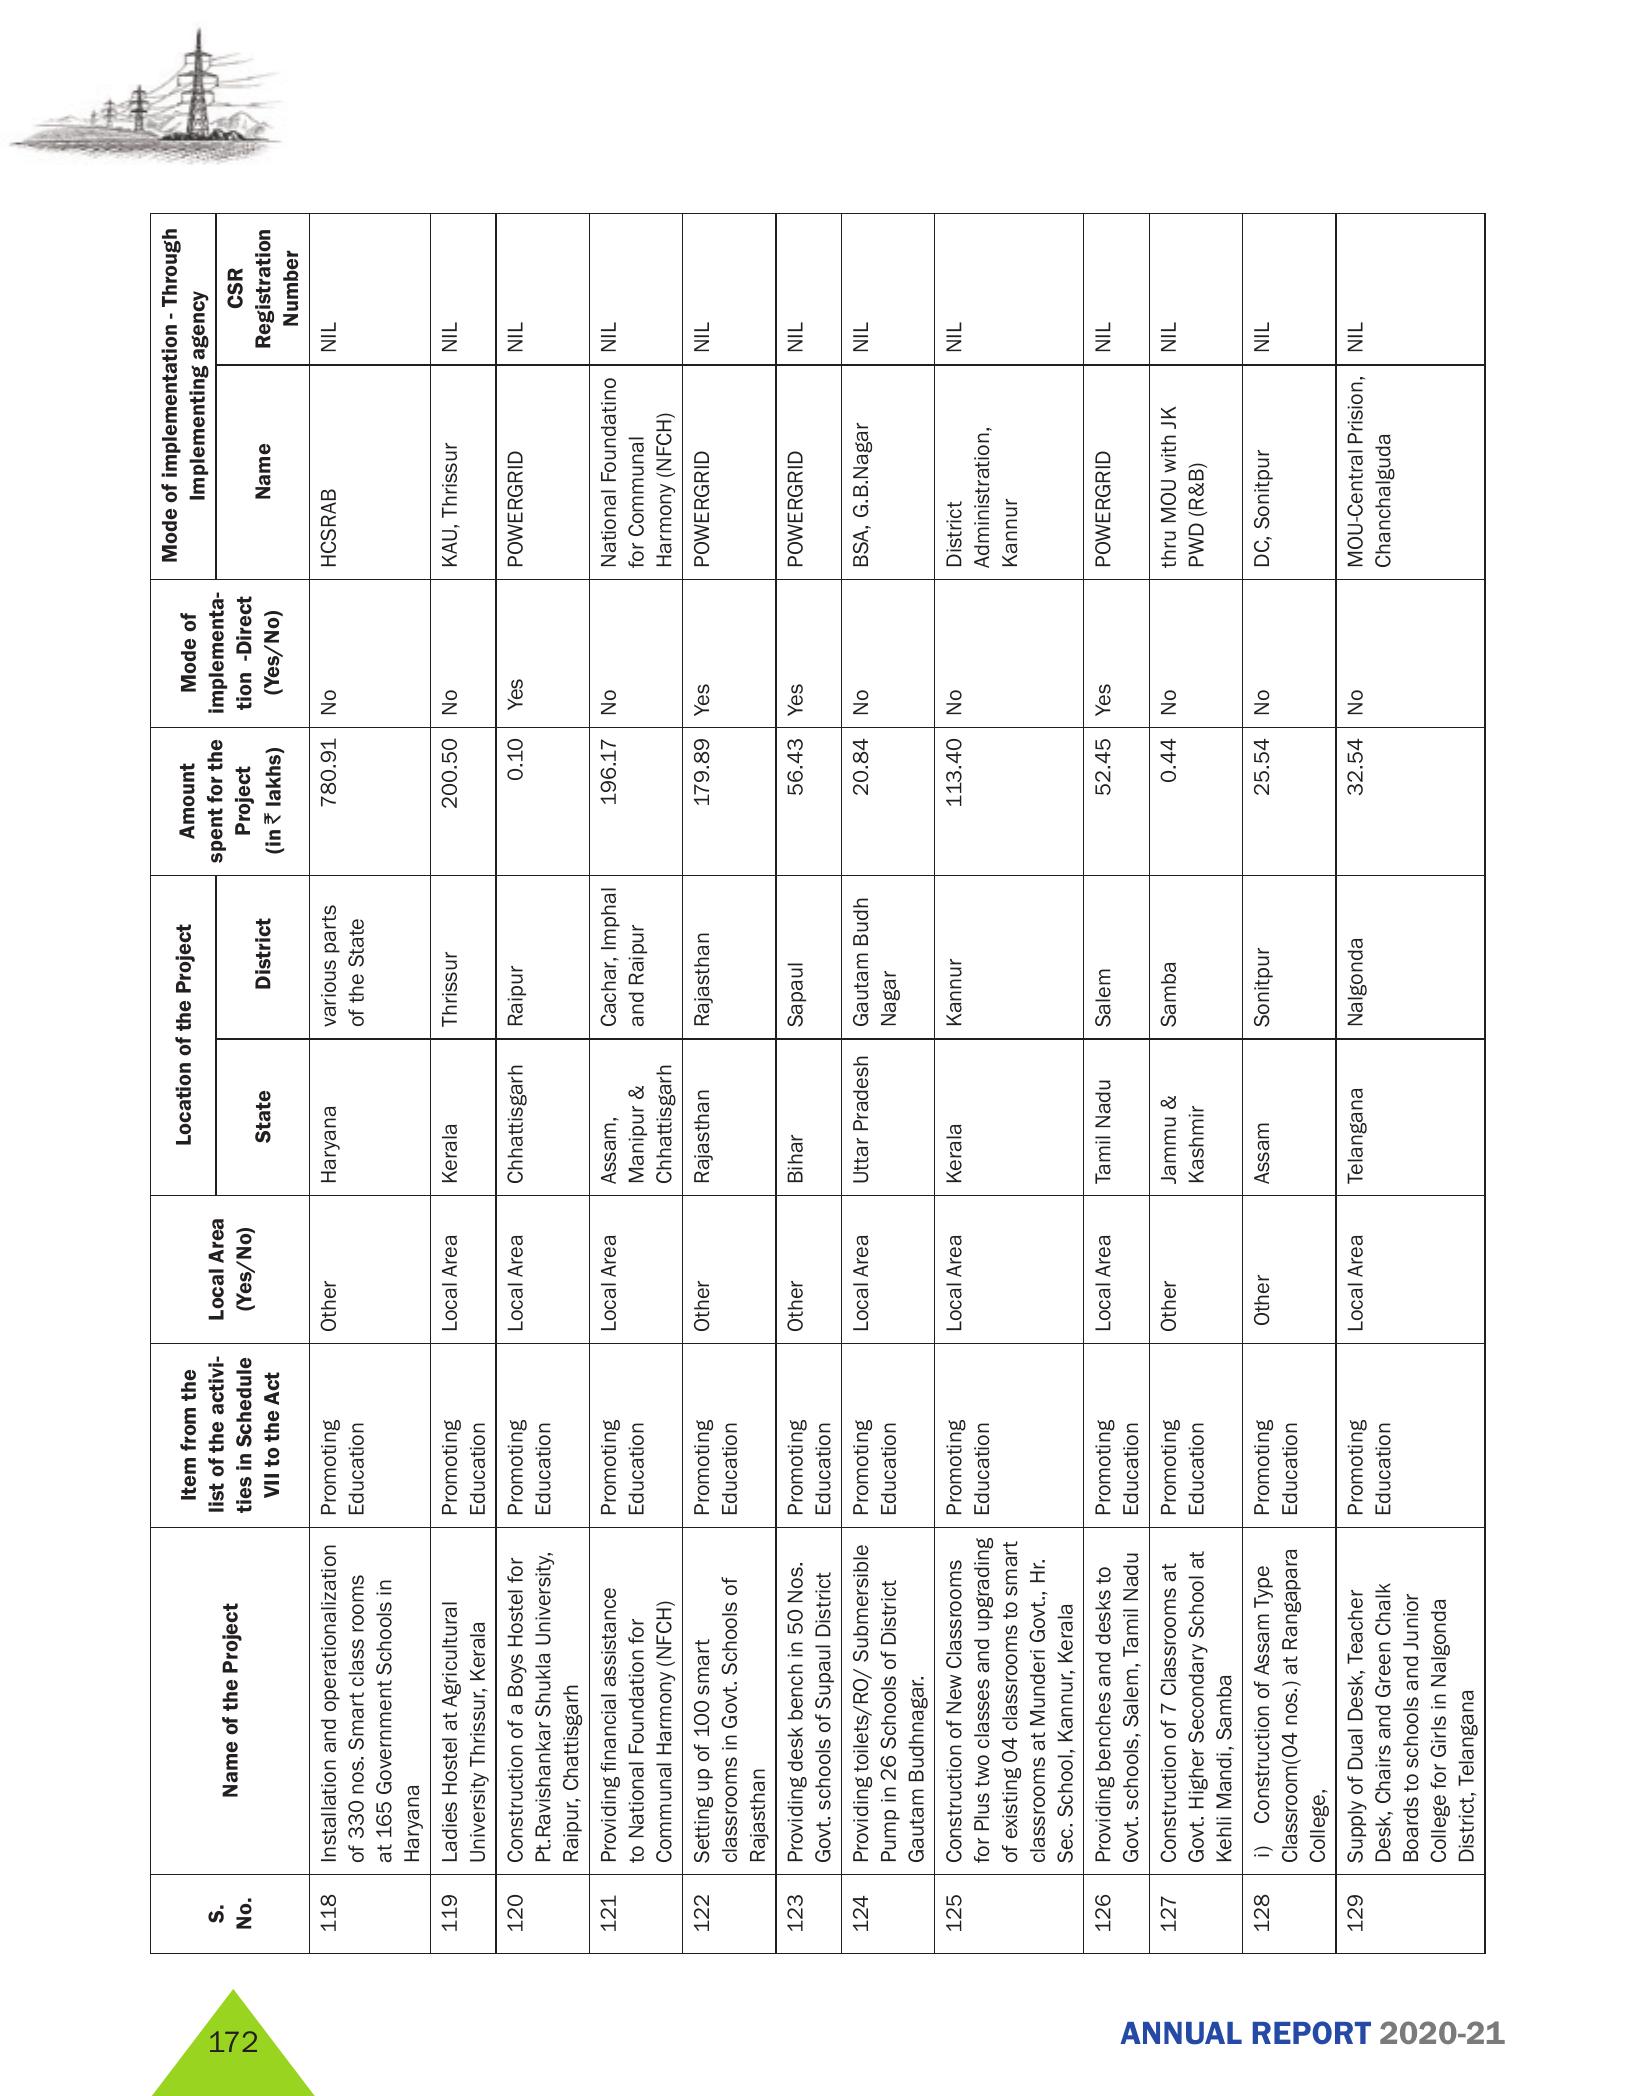 S.
No.
Name of the Project
Item from the
list of the activi-
ties in Schedule
VII to the Act
Local Area
(Yes/No)
Location of the Project
State
District
Amount
spent for the
Project
(in ₹ lakhs)
Mode of
implementa-
tion -Direct
(Yes/No)
Mode of implementation - Through
Implementing agency
Name
CSR
Registration
Number
118
Installation and operationalization
of 330 nos. Smart class rooms
at 165 Government Schools in
Haryana
Promoting
Education
Other
Haryana
various parts
of the State
780.91
No
HCSRAB
NIL
119
Ladies Hostel at Agricultural
University Thrissur, Kerala
Promoting
Education
Local Area
Kerala
Thrissur
200.50
No
KAU, Thrissur
NIL
120
Construction of a Boys Hostel for
Pt.Ravishankar Shukla University,
Raipur, Chattisgarh
Promoting
Education
Local Area
Chhattisgarh
Raipur
0.10
Yes
POWERGRID
NIL
121
Providing financial assistance
to National Foundation for
Communal Harmony (NFCH)
Promoting
Education
Local Area
Assam,
Manipur &
Chhattisgarh
Cachar, Imphal
and Raipur
196.17
No
National Foundatino
for Communal
Harmony (NFCH)
NIL
122
Setting up of 100 smart
classrooms in Govt. Schools of
Rajasthan
Promoting
Education
Other
Rajasthan
Rajasthan
179.89
Yes
POWERGRID
NIL
123
Providing desk bench in 50 Nos.
Govt. schools of Supaul District
Promoting
Education
Other
Bihar
Sapaul
56.43
Yes
POWERGRID
NIL
124
Providing toilets/RO/ Submersible
Pump in 26 Schools of District
Gautam Budhnagar.
Promoting
Education
Local Area
Uttar Pradesh
Gautam Budh
Nagar
20.84
No
BSA, G.B.Nagar
NIL
125
Construction of New Classrooms
for Plus two classes and upgrading
of existing 04 classrooms to smart
classrooms at Munderi Govt., Hr.
Sec. School, Kannur, Kerala
Promoting
Education
Local Area
Kerala
Kannur
113.40
No
District
Administration,
Kannur
NIL
126
Providing benches and desks to
Govt. schools, Salem, Tamil Nadu
Promoting
Education
Local Area
Tamil Nadu
Salem
52.45
Yes
POWERGRID
NIL
127
Construction of 7 Classrooms at
Govt. Higher Secondary School at
Kehli Mandi, Samba
Promoting
Education
Other
Jammu &
Kashmir
Samba
0.44
No
thru MOU with JK
PWD (R&B)
NIL
128
i) Construction of Assam Type
Classroom(04 nos.) at Rangapara
College,
Promoting
Education
Other
Assam
Sonitpur
25.54
No
DC, Sonitpur
NIL
129
Supply of Dual Desk, Teacher
Desk, Chairs and Green Chalk
Boards to schools and Junior
College for Girls in Nalgonda
District, Telangana
Promoting
Education
Local Area
Telangana
Nalgonda
32.54
No
MOU-Central Prision,
Chanchalguda
NIL
172
ANNUAL REPORT 2020-21